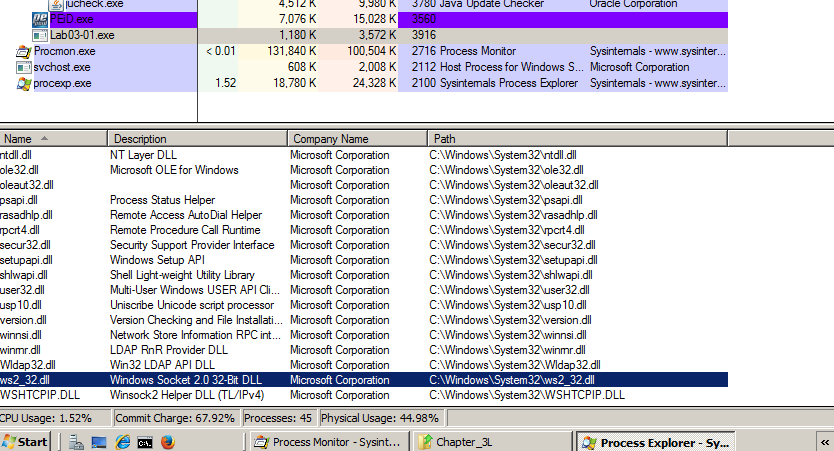 jucheck.exe 4,512 K 9,980 K 3780 Java Update Checker Oracle Corporation
PEiD.exe 7,076 K 15,028 K 3560
Lab03-01.exe 1,180 K 3,572 K 3916
Procmon.exe < 0.01 131,840 K 100,504 K 2716 Process Monitor Sysinternals - www.sysinter...
svchost.exe 608 K 2,008 K 2112 Host Process for Windows S... Microsoft Corporation
procexp.exe 1.52 18,780 K 24,328 K 2100 Sysinternals Process Explorer Sysinternals - www.sysinter...
Name Description Company Name Path
ntdll.dll NT Layer DLL Microsoft Corporation C:\Windows\System32\ntdll.dll
ole32.dll Microsoft OLE for Windows Microsoft Corporation C:\Windows\System32\ole32.dll
oleaut32.dll Microsoft Corporation C:\Windows\System32\oleaut32.dll
psapi.dll Process Status Helper Microsoft Corporation C:\Windows\System32\psapi.dll
rasadhlp.dll Remote Access AutoDial Helper Microsoft Corporation C:\Windows\System32\rasadhlp.dll
rpcrt4.dll Remote Procedure Call Runtime Microsoft Corporation C:\Windows\System32\rpcrt4.dll
secur32.dll Security Support Provider Interface Microsoft Corporation C:\Windows\System32\secur32.dll
setupapi.dll Windows Setup API Microsoft Corporation C:\Windows\System32\setupapi.dll
shlwapi.dll Shell Light-weight Utility Library Microsoft Corporation C:\Windows\System32\shlwapi.dll
user32.dll Multi-User Windows USER API Cli... Microsoft Corporation C:\Windows\System32\user32.dll
usp10.dll Uniscribe Unicode script processor Microsoft Corporation C:\Windows\System32\usp10.dll
version.dll Version Checking and File Installati... Microsoft Corporation C:\Windows\System32\version.dll
winnsi.dll Network Store Information RPC int... Microsoft Corporation C:\Windows\System32\winnsi.dll
winrnr.dll LDAP RnR Provider DLL Microsoft Corporation C:\Windows\System32\winrnr.dll
Wldap32.dll Win32 LDAP API DLL Microsoft Corporation C:\Windows\System32\Wldap32.dll
ws2_32.dll Windows Socket 2.0 32-Bit DLL Microsoft Corporation C:\Windows\System32\ws2_32.dll
WSHTCPIP.DLL Winsock2 Helper DLL (TL/IPv4) Microsoft Corporation C:\Windows\System32\WSHTCPIP.DLL
CPU Usage: 1.52% Commit Charge: 67.92% Processes: 45 Physical Usage: 44.98%
Start C:\. Process Monitor - Sysint... Chapter_3L Process Explorer - Sy... «